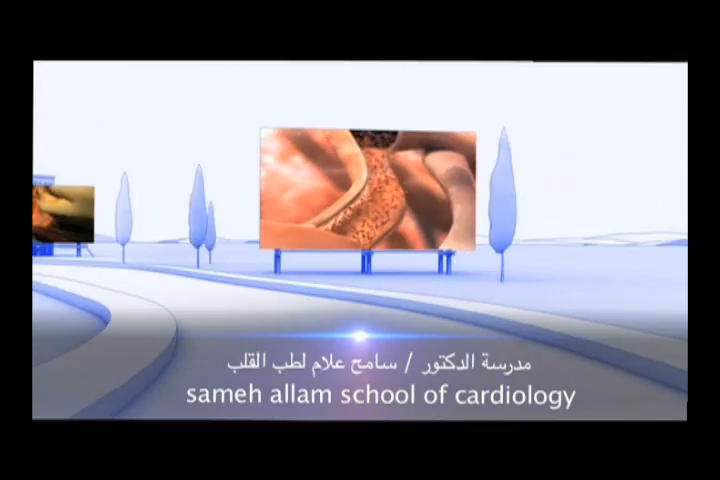 مدرسة الدكتور / سامح علام لطب القلب
sameh allam school of cardiology